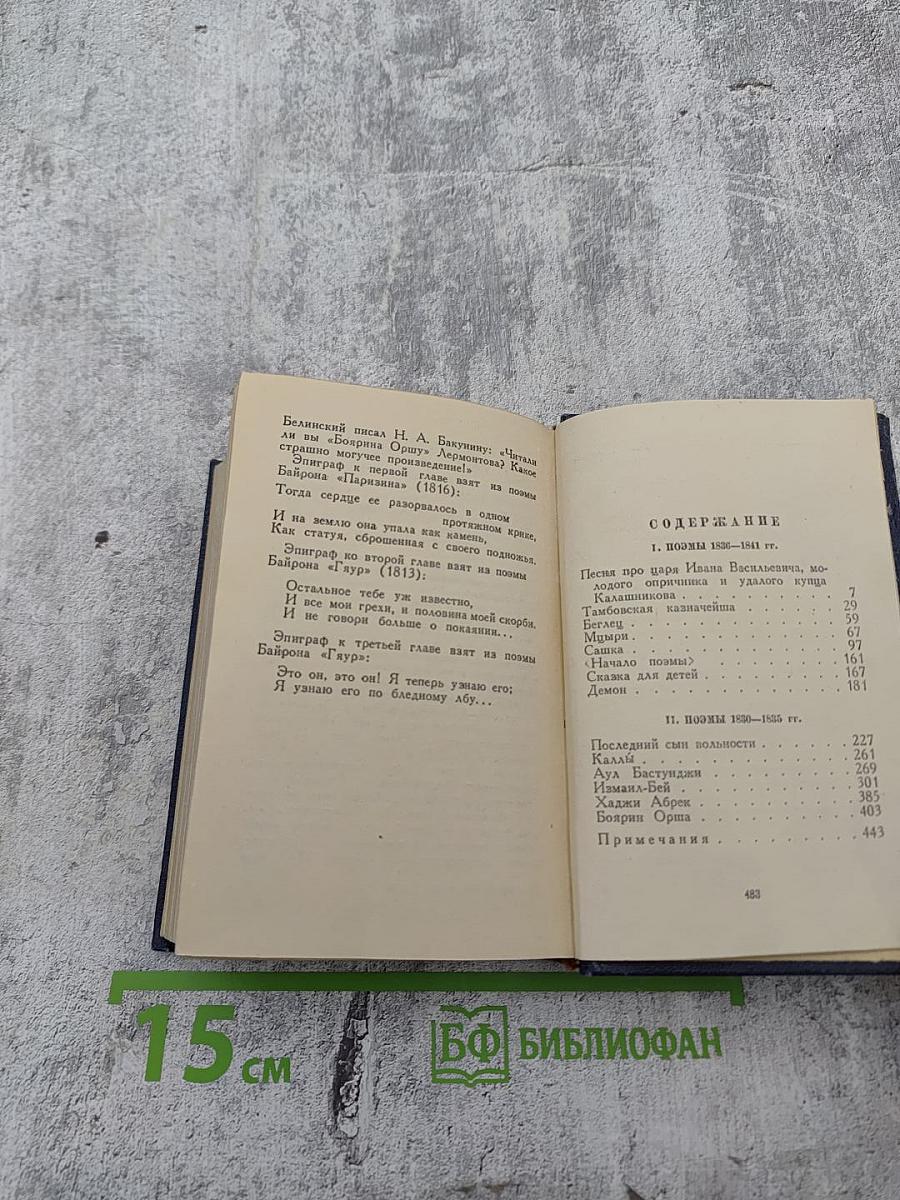 Белинский писал Н. А. Бакунину: «Читали
ли вы «Боярина Оршу» Лермонтова? Какое
страшно могучее произведение!»
Эпиграф к первой главе взят из поэмы
Байрона «Паризина» (1816):
Тогда сердце ее разорвалось в одном
протяжном крике,
И на землю она упала как камень,
Как статуя, сброшенная с своего подножья.
Эпиграф ко второй главе взят из поэмы
Байрона «Гяур» (1813):
Остальное тебе уж известно,
И все мои грехи, и половина моей скорби,
И не говори больше о покаянии...
Эпиграф к третьей главе взят из поэмы
Байрона «Гяур»:
Это он, это он! Я теперь узнаю его;
Я узнаю его по бледному лбу...
СОДЕРЖАНИЕ
I. ПОЭМЫ 1836—1841 гг.
Песня про царя Ивана Васильевича, мо-
лодого опричника и удалого купца
Калашникова . . . . . . . . . . 7
Тамбовская казначейша . . . . . . . . 29
Беглец . . . . . . . . . . . . . 59
Мцыри . . . . . . . . . . . . . 67
Сашка . . . . . . . . . . . . . 97
<Начало поэмы> . . . . . . . . 161
Сказка для детей . . . . . . . . . 167
Демон . . . . . . . . . . . . . 181
II. ПОЭМЫ 1830—1835 гг.
Последний сын вольности . . . . . . 227
Каллы́ . . . . . . . . . . . . . 261
Аул Бастунджи . . . . . . . . . 269
Измаил-Бей . . . . . . . . . . . 301
Хаджи Абрек . . . . . . . . . . 385
Боярин Орша . . . . . . . . . . 403
Примечания . . . . . . . . . . 443
483
15 см
БФ БИБЛИОФАН